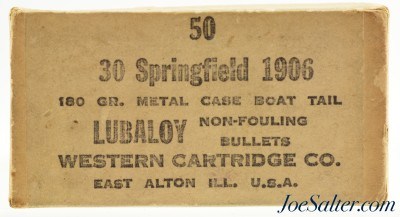 50
30 Springfield 1906
180 GR. METAL CASE BOAT TAIL
LUBALOY NON-FOULING BULLETS
WESTERN CARTRIDGE CO.
EAST ALTON ILL. U.S.A.
JoeSalter.com